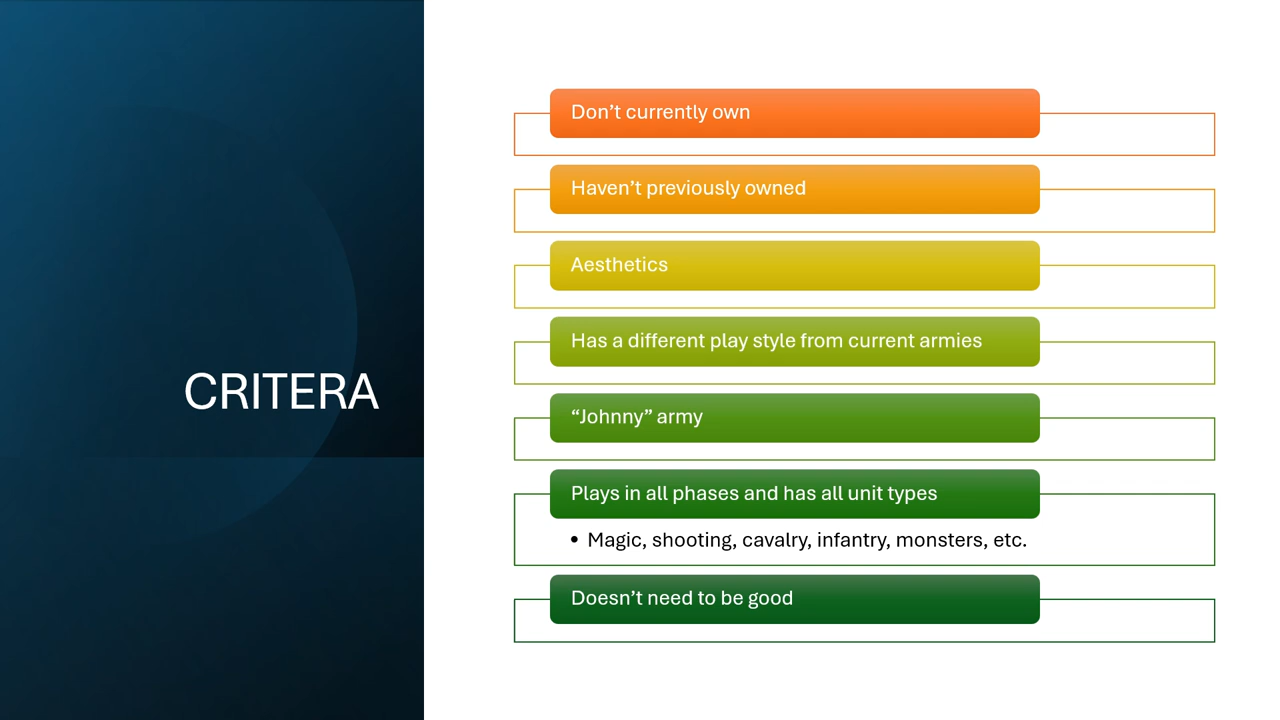 CRITERA
Don’t currently own
Haven’t previously owned
Aesthetics
Has a different play style from current armies
“Johnny” army
Plays in all phases and has all unit types
• Magic, shooting, cavalry, infantry, monsters, etc.
Doesn’t need to be good